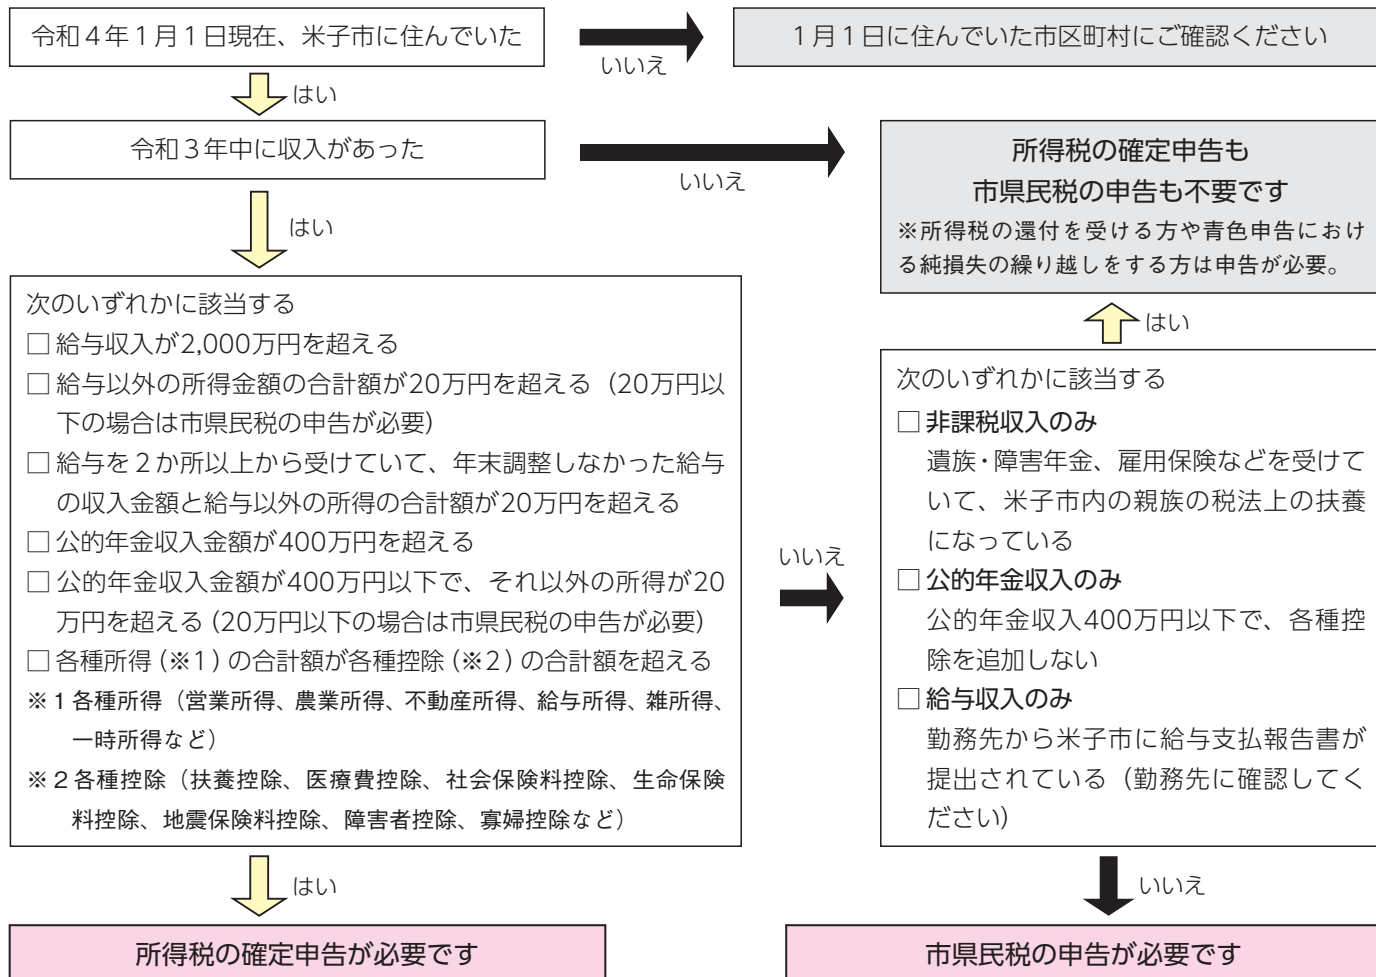 令和４年１月１日現在、米子市に住んでいた
いいえ
１月１日に住んでいた市区町村にご確認ください
はい
令和３年中に収入があった
いいえ
所得税の確定申告も
市県民税の申告も不要です
※所得税の還付を受ける方や青色申告におけ
る純損失の繰り越しをする方は申告が必要。
はい
次のいずれかに該当する
□ 給与収入が2,000万円を超える
□ 給与以外の所得金額の合計額が20万円を超える（20万円以
下の場合は市県民税の申告が必要）
□ 給与を２か所以上から受けていて、年末調整しなかった給与
の収入金額と給与以外の所得の合計額が20万円を超える
□ 公的年金収入金額が400万円を超える
□ 公的年金収入金額が400万円以下で、それ以外の所得が20
万円を超える（20万円以下の場合は市県民税の申告が必要）
□ 各種所得（※１）の合計額が各種控除（※２）の合計額を超える
※１各種所得（営業所得、農業所得、不動産所得、給与所得、雑所得、
一時所得など）
※２各種控除（扶養控除、医療費控除、社会保険料控除、生命保険
料控除、地震保険料控除、障害者控除、寡婦控除など）
いいえ
はい
次のいずれかに該当する
□ 非課税収入のみ
遺族・障害年金、雇用保険などを受けて
いて、米子市内の親族の税法上の扶養
になっている
□ 公的年金収入のみ
公的年金収入400万円以下で、各種控
除を追加しない
□ 給与収入のみ
勤務先から米子市に給与支払報告書が
提出されている（勤務先に確認してく
ださい）
はい
いいえ
所得税の確定申告が必要です
市県民税の申告が必要です